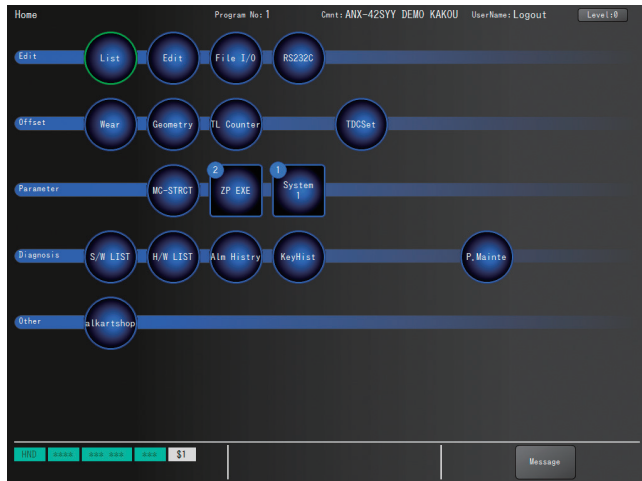 Home Program No: 1 Cmnt: ANX-42SYY DEMO KAKOU UserName: Logout Level:0
Edit List Edit File I/O RS232C
Offset Wear Geometry TL Counter TDCSet
2 1
Parameter MC-STRCT ZP EXE System
1
Diagnosis S/W LIST H/W LIST Alm Histry KeyHist P.Mainte
Other alkartshop
HND **** *** *** *** $1
Message